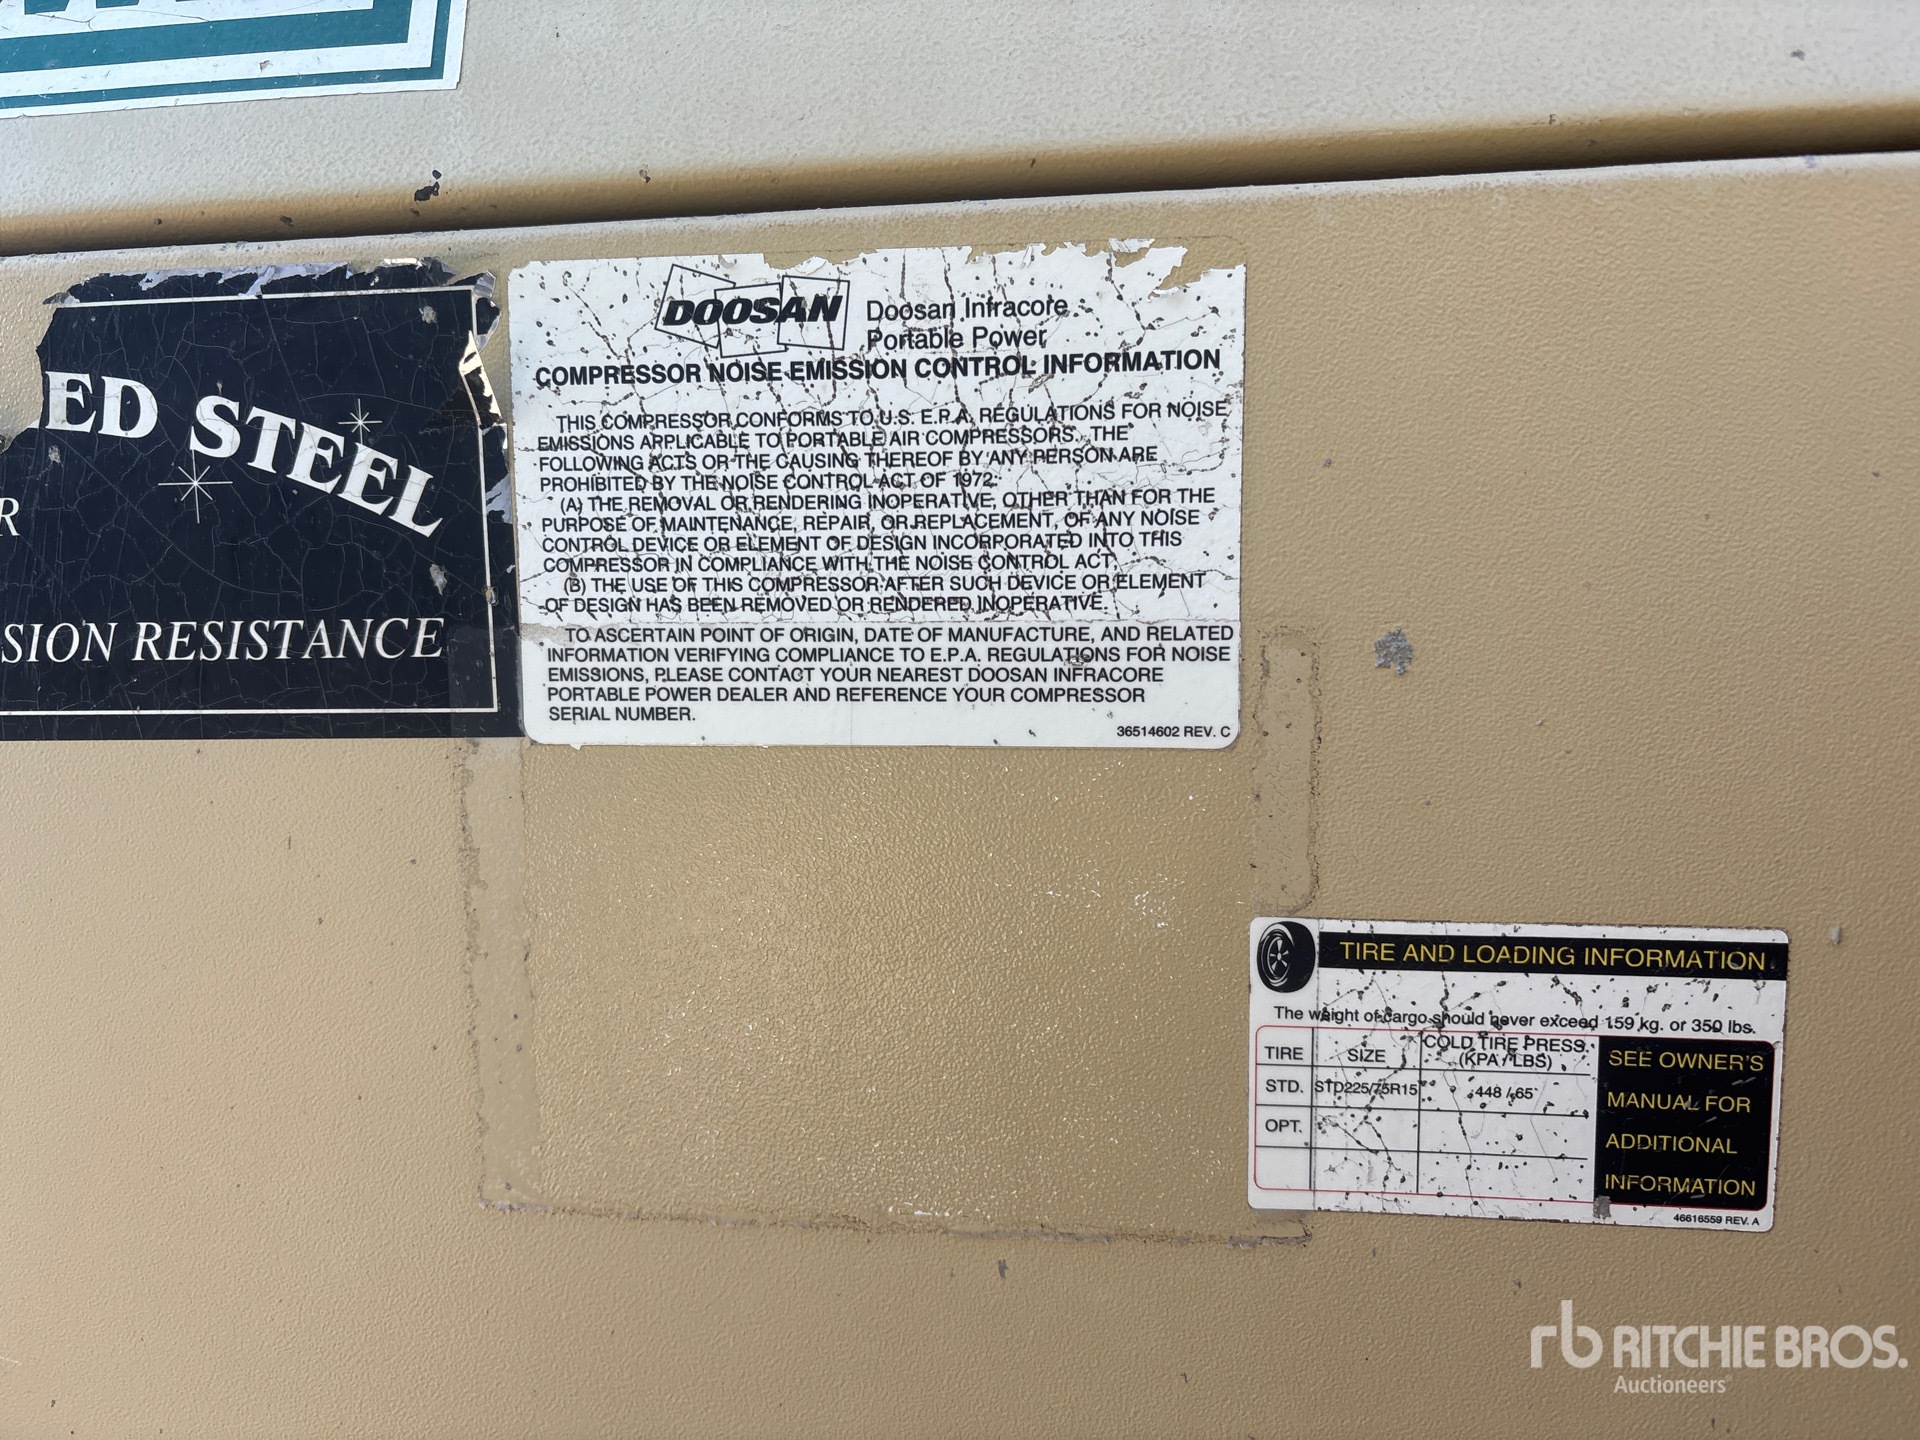 ED STEEL
R
SION RESISTANCE
DOOSAN Doosan Infracore
Portable Power
COMPRESSOR NOISE EMISSION CONTROL INFORMATION
THIS COMPRESSOR CONFORMS TO U.S. E.P.A. REGULATIONS FOR NOISE
EMISSIONS APPLICABLE TO PORTABLE AIR COMPRESSORS. THE
FOLLOWING ACTS OR THE CAUSING THEREOF BY ANY PERSON ARE
PROHIBITED BY THE NOISE CONTROL ACT OF 1972:
(A) THE REMOVAL OR RENDERING INOPERATIVE, OTHER THAN FOR THE
PURPOSE OF MAINTENANCE, REPAIR, OR REPLACEMENT, OF ANY NOISE
CONTROL DEVICE OR ELEMENT OF DESIGN INCORPORATED INTO THIS
COMPRESSOR IN COMPLIANCE WITH THE NOISE CONTROL ACT.
(B) THE USE OF THIS COMPRESSOR AFTER SUCH DEVICE OR ELEMENT
OF DESIGN HAS BEEN REMOVED OR RENDERED INOPERATIVE.
TO ASCERTAIN POINT OF ORIGIN, DATE OF MANUFACTURE, AND RELATED
INFORMATION VERIFYING COMPLIANCE TO E.P.A. REGULATIONS FOR NOISE
EMISSIONS, PLEASE CONTACT YOUR NEAREST DOOSAN INFRACORE
PORTABLE POWER DEALER AND REFERENCE YOUR COMPRESSOR
SERIAL NUMBER.
36514602 REV. C
TIRE AND LOADING INFORMATION
The weight of cargo should never exceed 159 kg. or 350 lbs.
TIRE SIZE COLD TIRE PRESS.
(KPA / LBS)
STD. STD225/75R15 448 / 65
OPT.
SEE OWNER'S
MANUAL FOR
ADDITIONAL
INFORMATION
46616559 REV. A
rb RITCHIE BROS.
Auctioneers